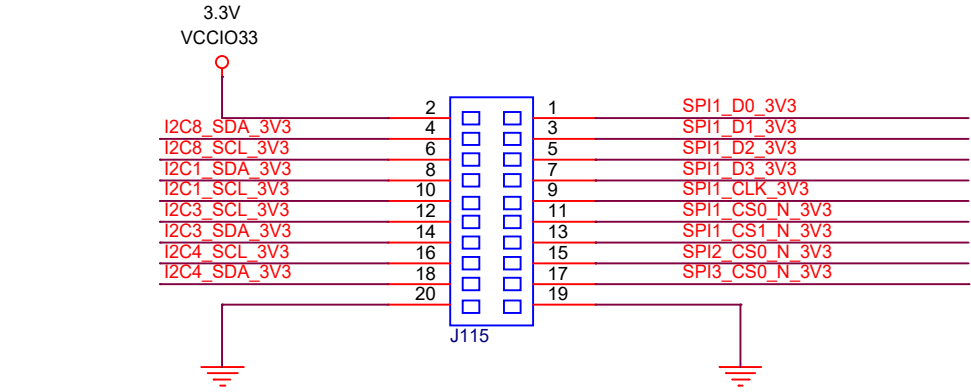 3.3V
VCCIO33
2 1 SPI1_D0_3V3
I2C8_SDA_3V3 4 3 SPI1_D1_3V3
I2C8_SCL_3V3 6 5 SPI1_D2_3V3
I2C1_SDA_3V3 8 7 SPI1_D3_3V3
I2C1_SCL_3V3 10 9 SPI1_CLK_3V3
I2C3_SCL_3V3 12 11 SPI1_CS0_N_3V3
I2C3_SDA_3V3 14 13 SPI1_CS1_N_3V3
I2C4_SCL_3V3 16 15 SPI2_CS0_N_3V3
I2C4_SDA_3V3 18 17 SPI3_CS0_N_3V3
20 19
J115